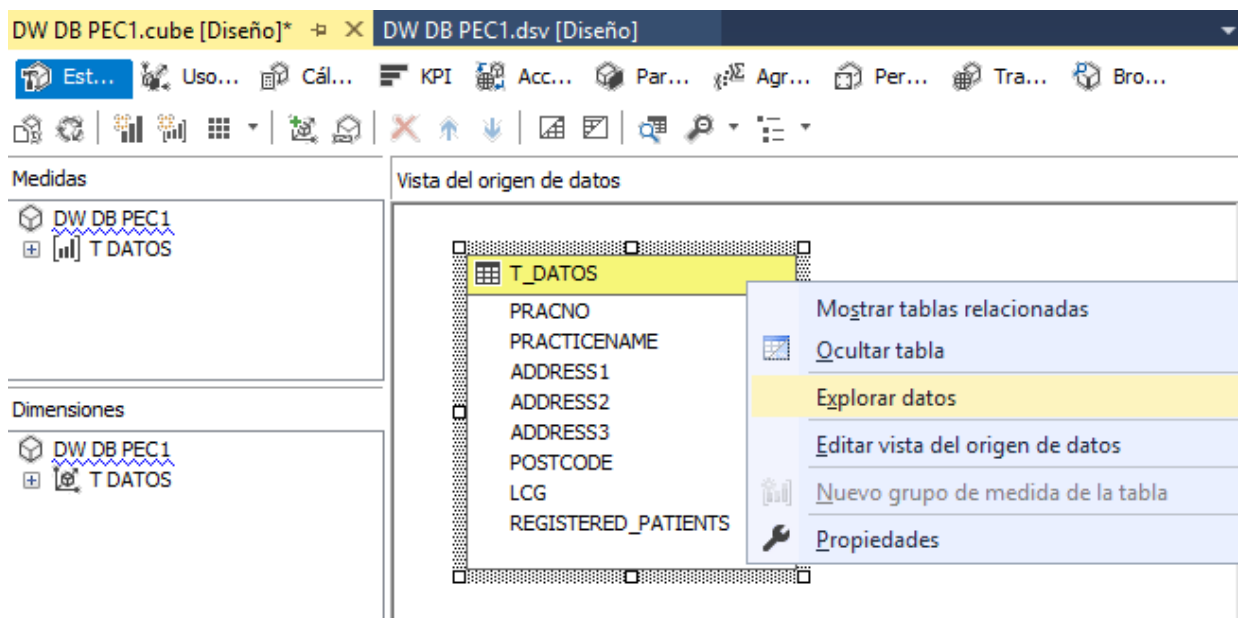 DW DB PEC1.cube [Diseño]* DW DB PEC1.dsv [Diseño]
Est... Uso... Cál... KPI Acc... Par... Agr... Per... Tra... Bro...
Medidas
DW DB PEC1
T DATOS
Dimensiones
DW DB PEC1
T DATOS
Vista del origen de datos
T_DATOS
PRACNO
PRACTICENAME
ADDRESS1
ADDRESS2
ADDRESS3
POSTCODE
LCG
REGISTERED_PATIENTS
Mostrar tablas relacionadas
Ocultar tabla
Explorar datos
Editar vista del origen de datos
Nuevo grupo de medida de la tabla
Propiedades